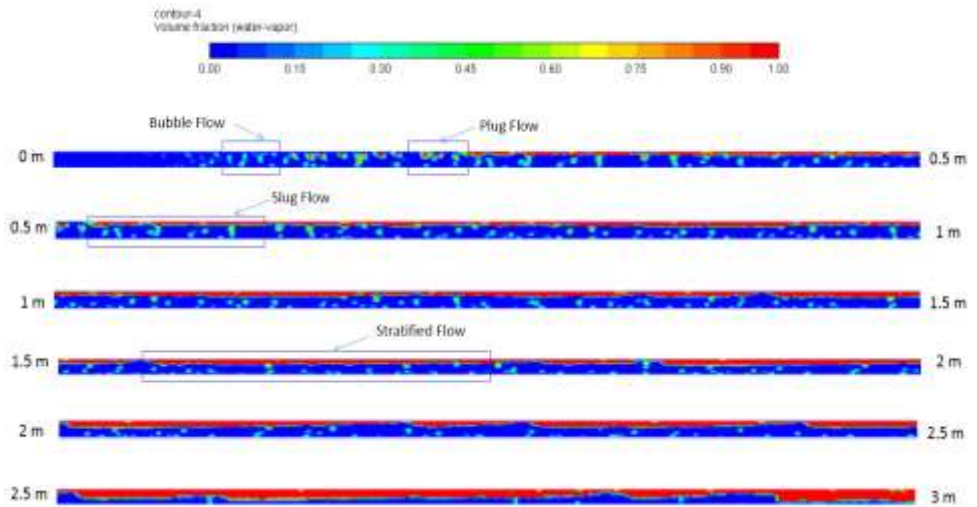 contour-4
Volume fraction (water-vapor)
0.00 0.15 0.30 0.45 0.60 0.75 0.90 1.00
Bubble Flow Plug Flow
0 m 0.5 m
Slug Flow
0.5 m 1 m
1 m 1.5 m
Stratified Flow
1.5 m 2 m
2 m 2.5 m
2.5 m 3 m